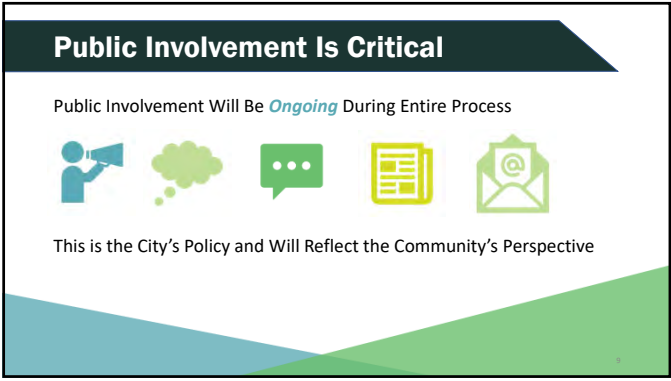 Public Involvement Is Critical
Public Involvement Will Be Ongoing During Entire Process
@
This is the City's Policy and Will Reflect the Community's Perspective
9